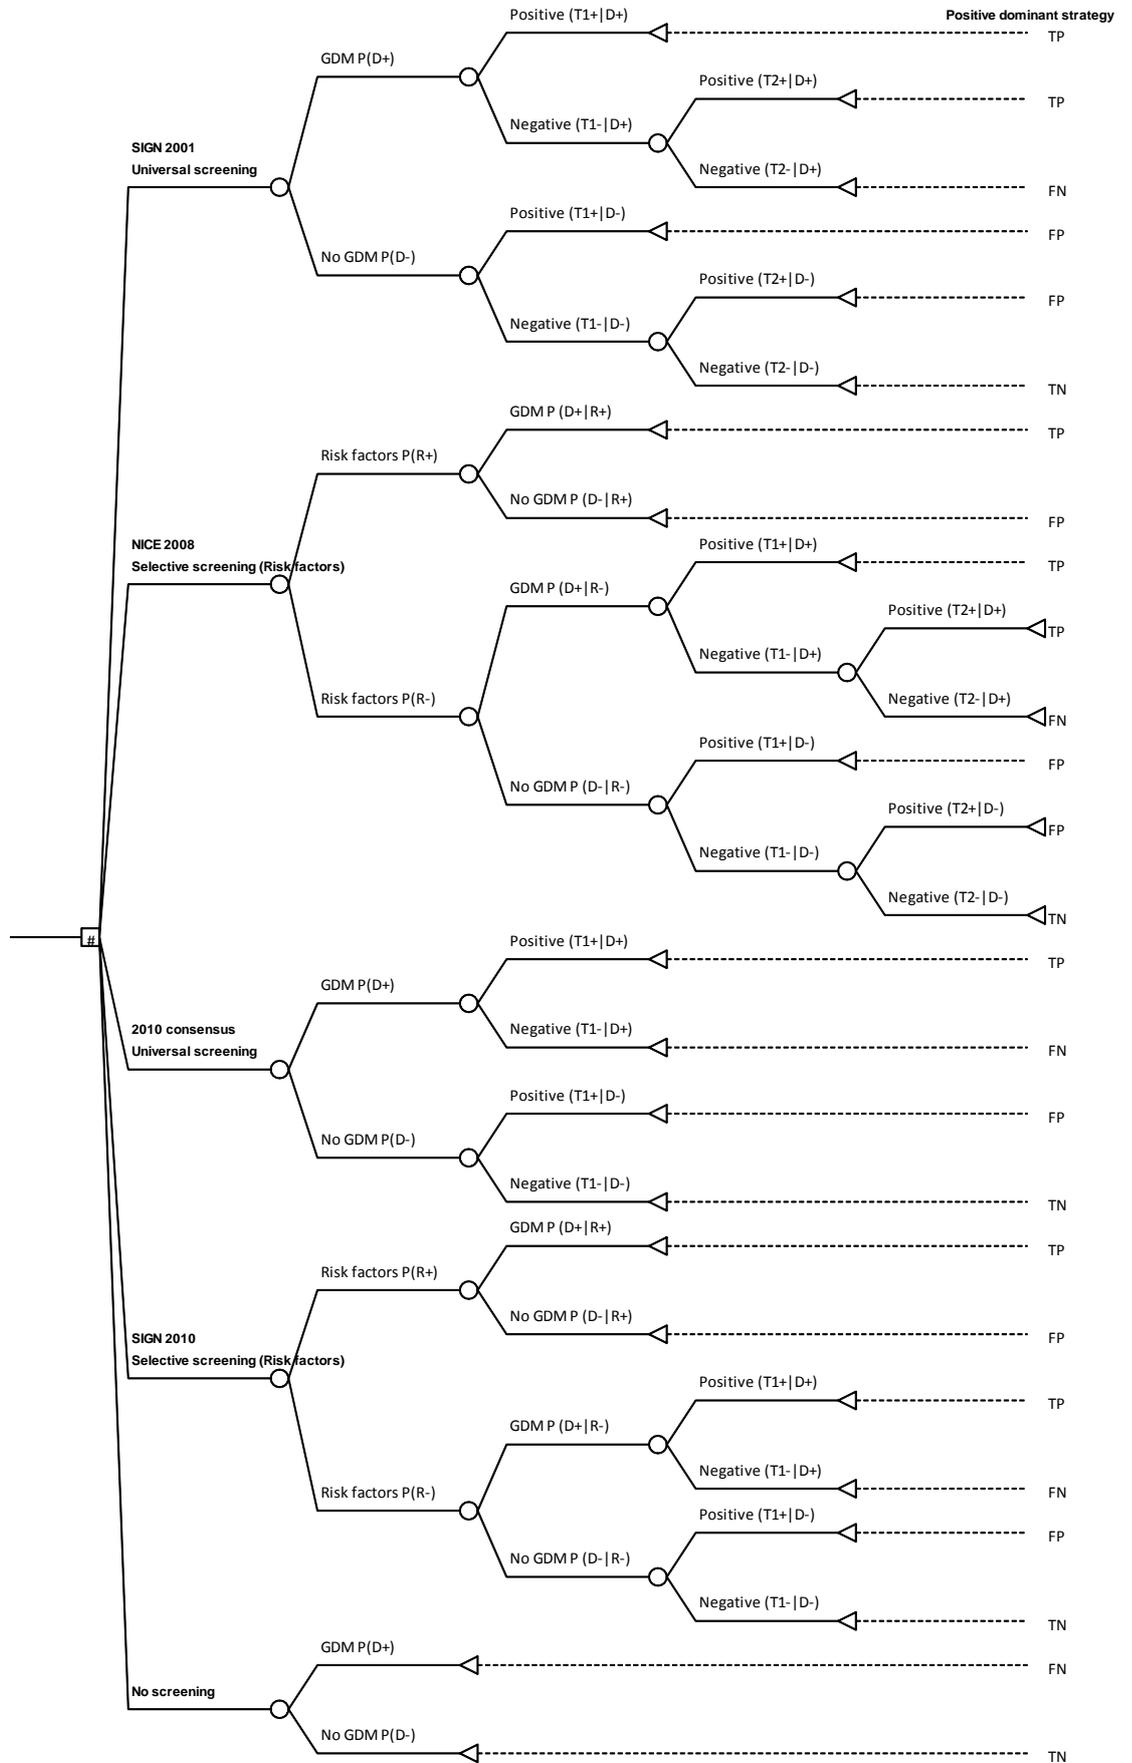 Positive dominant strategy
Positive (T1+|D+)
TP
GDM P(D+)
Positive (T2+|D+)
TP
Negative (T1-|D+)
SIGN 2001
Universal screening
Negative (T2-|D+)
FN
Positive (T1+|D-)
FP
No GDM P(D-)
Positive (T2+|D-)
FP
Negative (T1-|D-)
Negative (T2-|D-)
TN
GDM P (D+|R+)
TP
Risk factors P(R+)
No GDM P (D-|R+)
FP
NICE 2008
Selective screening (Risk factors)
Positive (T1+|D+)
TP
GDM P (D+|R-)
Positive (T2+|D+)
TP
Negative (T1-|D+)
Risk factors P(R-)
Negative (T2-|D+)
FN
Positive (T1+|D-)
FP
No GDM P (D-|R-)
Positive (T2+|D-)
FP
Negative (T1-|D-)
Negative (T2-|D-)
TN
#
Positive (T1+|D+)
TP
GDM P(D+)
2010 consensus
Universal screening
Negative (T1-|D+)
FN
Positive (T1+|D-)
FP
No GDM P(D-)
Negative (T1-|D-)
TN
GDM P (D+|R+)
TP
Risk factors P(R+)
No GDM P (D-|R+)
FP
SIGN 2010
Selective screening (Risk factors)
Positive (T1+|D+)
TP
GDM P (D+|R-)
Negative (T1-|D+)
FN
Risk factors P(R-)
Positive (T1+|D-)
FP
No GDM P (D-|R-)
Negative (T1-|D-)
TN
GDM P(D+)
FN
No screening
No GDM P(D-)
TN